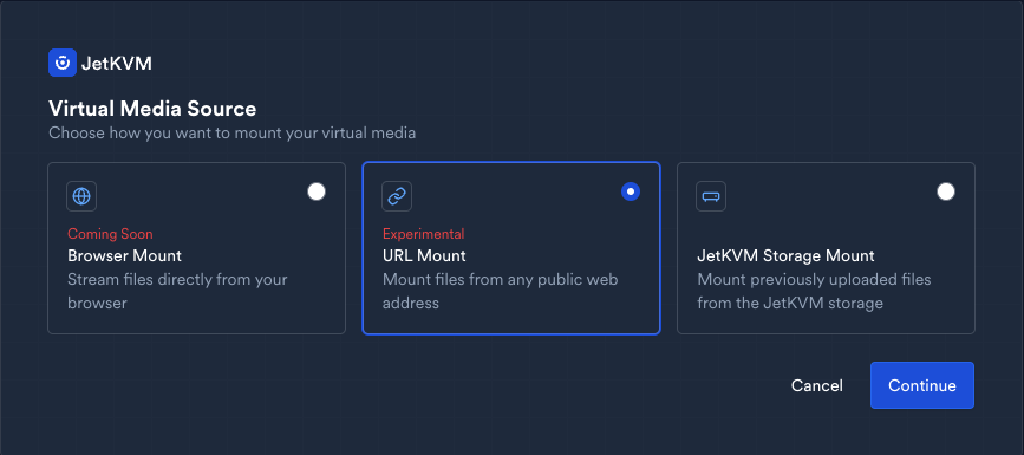 JetKVM
Virtual Media Source
Choose how you want to mount your virtual media
Coming Soon
Browser Mount
Stream files directly from your
browser
Experimental
URL Mount
Mount files from any public web
address
JetKVM Storage Mount
Mount previously uploaded files
from the JetKVM storage
Cancel
Continue